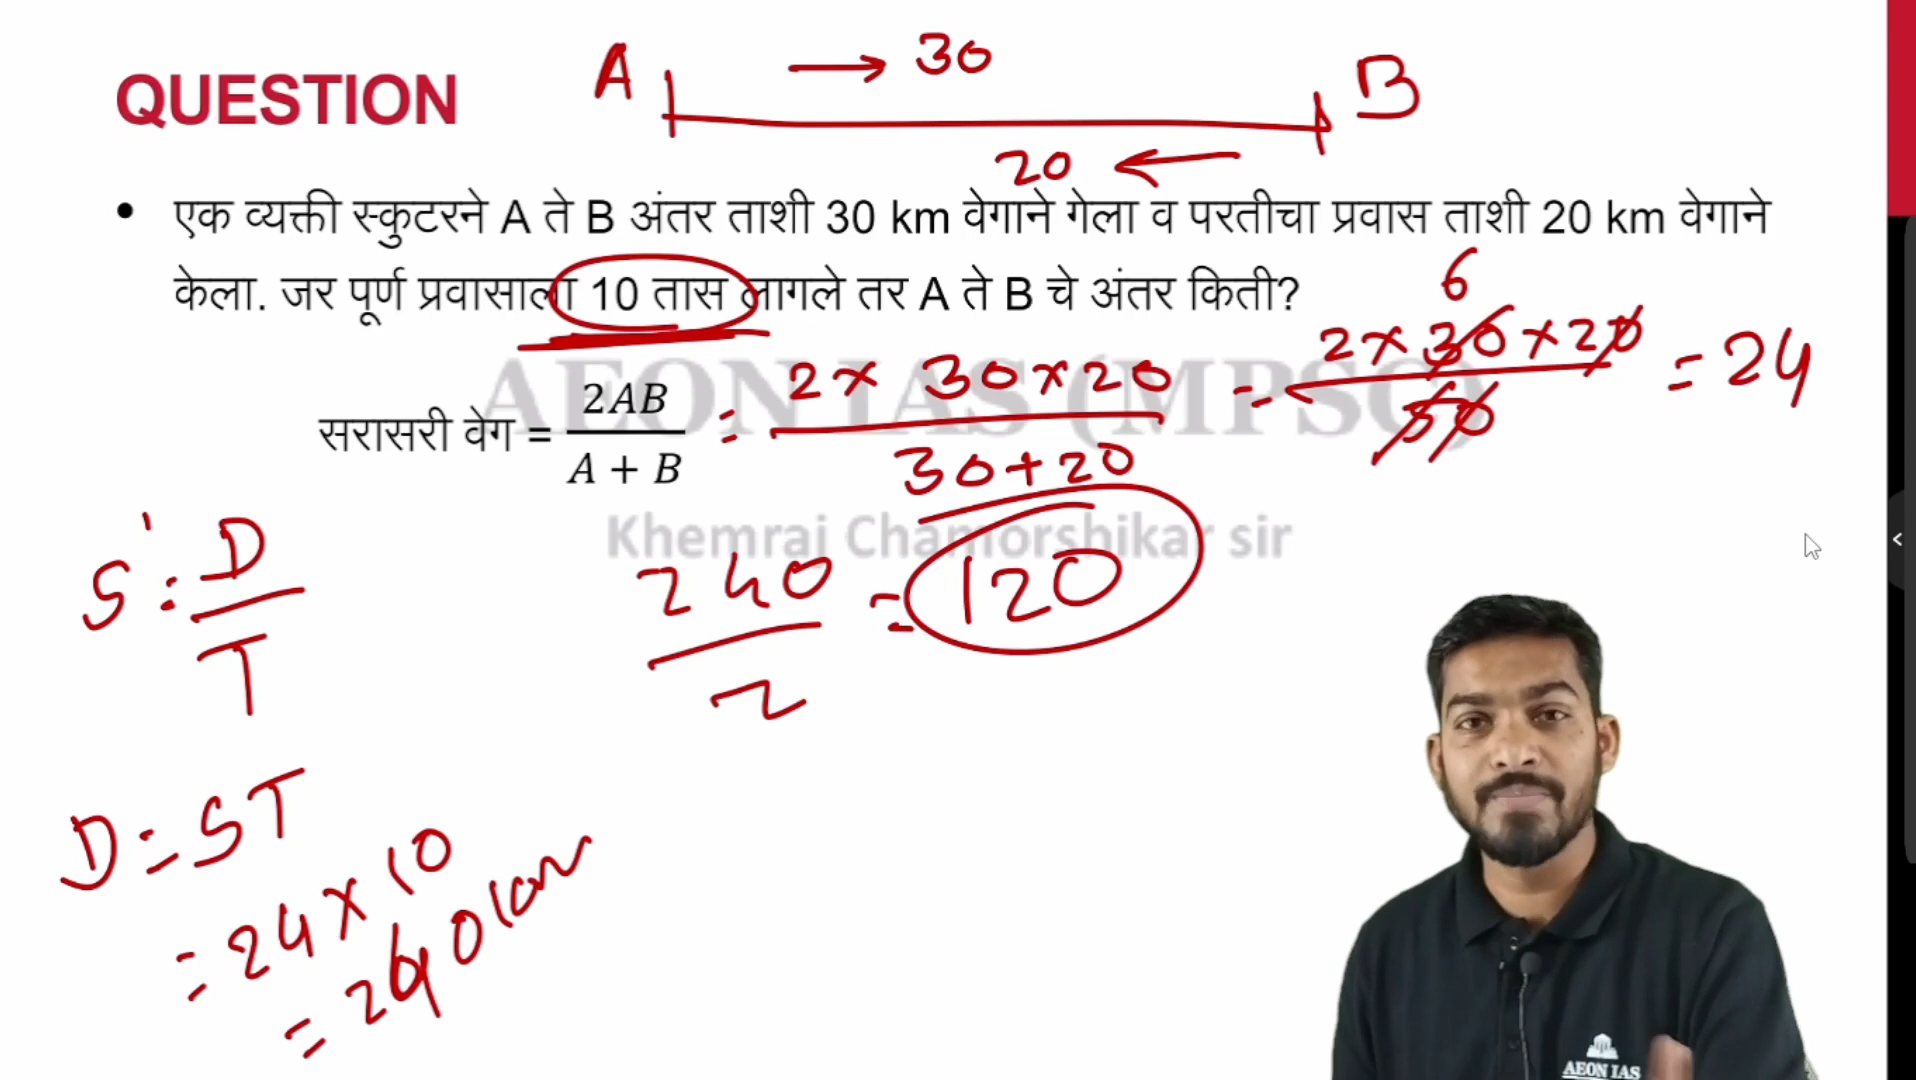 A → 30 B
QUESTION
20 ←
• एक व्यक्ती स्कुटरने A ते B अंतर ताशी 30 km वेगाने गेला व परतीचा प्रवास ताशी 20 km वेगाने
केला. जर पूर्ण प्रवासाला 10 तास लागले तर A ते B चे अंतर किती?
AEON IAS (MPSC)
6
सरासरी वेग = 2AB / A + B = 2 × 30 × 20 / 30 + 20 = 2 × 30 × 20 / 50 = 24
Khemraj Chamorshikar sir
S = D / T
240 / 2 = 120
D = ST
= 24 × 10
= 240 km
AEON IAS